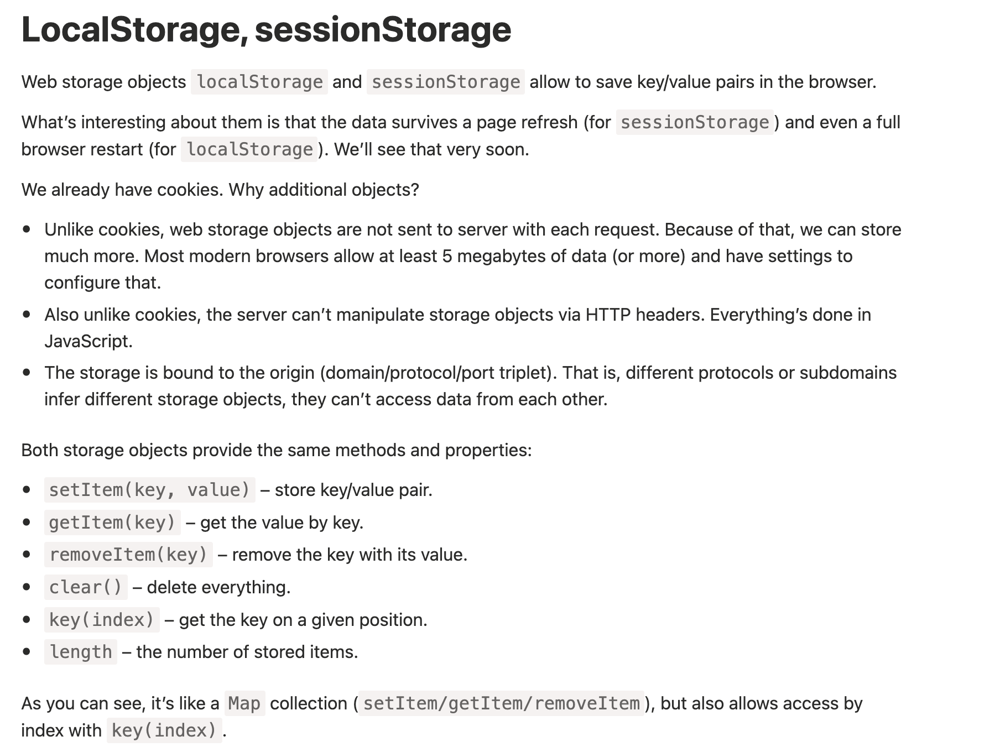 LocalStorage, sessionStorage
Web storage objects localStorage and sessionStorage allow to save key/value pairs in the browser.
What’s interesting about them is that the data survives a page refresh (for sessionStorage) and even a full
browser restart (for localStorage). We’ll see that very soon.
We already have cookies. Why additional objects?
• Unlike cookies, web storage objects are not sent to server with each request. Because of that, we can store
much more. Most modern browsers allow at least 5 megabytes of data (or more) and have settings to
configure that.
• Also unlike cookies, the server can’t manipulate storage objects via HTTP headers. Everything’s done in
JavaScript.
• The storage is bound to the origin (domain/protocol/port triplet). That is, different protocols or subdomains
infer different storage objects, they can’t access data from each other.
Both storage objects provide the same methods and properties:
• setItem(key, value) – store key/value pair.
• getItem(key) – get the value by key.
• removeItem(key) – remove the key with its value.
• clear() – delete everything.
• key(index) – get the key on a given position.
• length – the number of stored items.
As you can see, it’s like a Map collection (setItem/getItem/removeItem), but also allows access by
index with key(index).